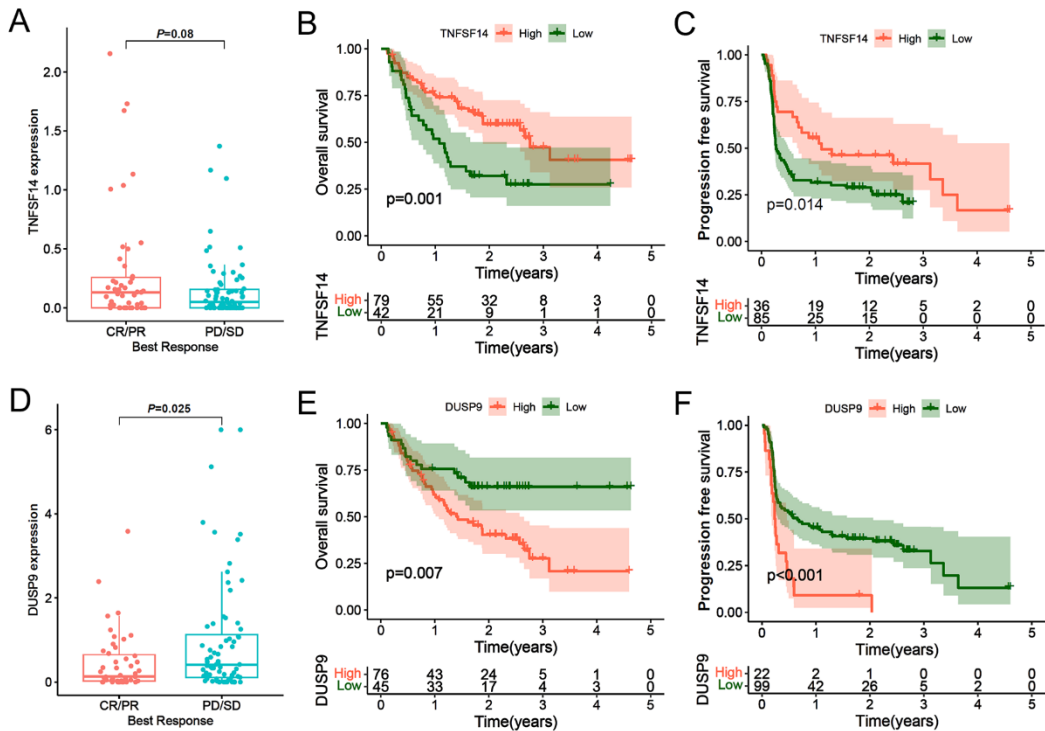 A
P=0.08
TNFSF14 expression
2.0
1.5
1.0
0.5
0.0
CR/PR PD/SD
Best Response
B
TNFSF14 High Low
Overall survival
1.00
0.75
0.50
0.25
0.00
p=0.001
0 1 2 3 4 5
Time(years)
TNFSF14
High 79 55 32 8 3 0
Low 42 21 9 1 1 0
0 1 2 3 4 5
Time(years)
C
TNFSF14 High Low
Progression free survival
1.00
0.75
0.50
0.25
0.00
p=0.014
0 1 2 3 4 5
Time(years)
TNFSF14
High 36 19 12 5 2 0
Low 85 25 15 0 0 0
0 1 2 3 4 5
Time(years)
D
P=0.025
DUSP9 expression
6
4
2
0
CR/PR PD/SD
Best Response
E
DUSP9 High Low
Overall survival
1.00
0.75
0.50
0.25
0.00
p=0.007
0 1 2 3 4 5
Time(years)
DUSP9
High 76 43 24 5 1 0
Low 45 33 17 4 3 0
0 1 2 3 4 5
Time(years)
F
DUSP9 High Low
Progression free survival
1.00
0.75
0.50
0.25
0.00
p<0.001
0 1 2 3 4 5
Time(years)
DUSP9
High 22 2 1 0 0 0
Low 99 42 26 5 2 0
0 1 2 3 4 5
Time(years)